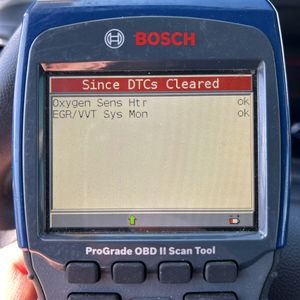 BOSCH
Since DTCs Cleared
Oxygen Sens Htr ok
EGR/VVT Sys Mon ok
ProGrade OBD II Scan Tool